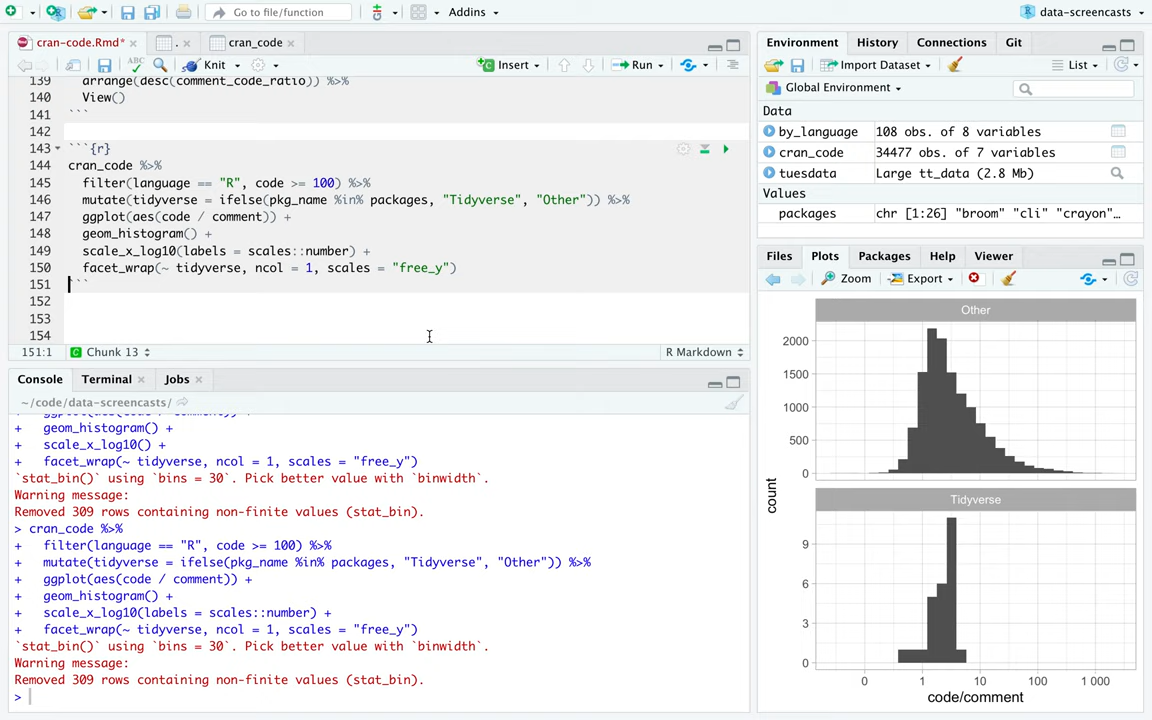 Go to file/function
Addins
data-screencasts
cran-code.Rmd*
.
cran_code
Knit
Insert
Run
139 arrange(desc(comment_code_ratio)) %>%
140 View()
141 ```
142
143 ```{r}
144 cran_code %>%
145 filter(language == "R", code >= 100) %>%
146 mutate(tidyverse = ifelse(pkg_name %in% packages, "Tidyverse", "Other")) %>%
147 ggplot(aes(code / comment)) +
148 geom_histogram() +
149 scale_x_log10(labels = scales::number) +
150 facet_wrap(~ tidyverse, ncol = 1, scales = "free_y")
151 ```
152
153
154
151:1 Chunk 13 R Markdown
Console Terminal Jobs
~/code/data-screencasts/
+ ggplot(aes(code / comment)) +
+ geom_histogram() +
+ scale_x_log10() +
+ facet_wrap(~ tidyverse, ncol = 1, scales = "free_y")
`stat_bin()` using `bins = 30`. Pick better value with `binwidth`.
Warning message:
Removed 309 rows containing non-finite values (stat_bin).
> cran_code %>%
+ filter(language == "R", code >= 100) %>%
+ mutate(tidyverse = ifelse(pkg_name %in% packages, "Tidyverse", "Other")) %>%
+ ggplot(aes(code / comment)) +
+ geom_histogram() +
+ scale_x_log10(labels = scales::number) +
+ facet_wrap(~ tidyverse, ncol = 1, scales = "free_y")
`stat_bin()` using `bins = 30`. Pick better value with `binwidth`.
Warning message:
Removed 309 rows containing non-finite values (stat_bin).
>
Environment History Connections Git
Import Dataset List
Global Environment
Data
by_language 108 obs. of 8 variables
cran_code 34477 obs. of 7 variables
tuesdata Large tt_data (2.8 Mb)
Values
packages chr [1:26] "broom" "cli" "crayon"…
Files Plots Packages Help Viewer
Zoom Export
Other
2000
1500
1000
500
0
count
Tidyverse
9
6
3
0
0 1 10 100 1 000
code/comment